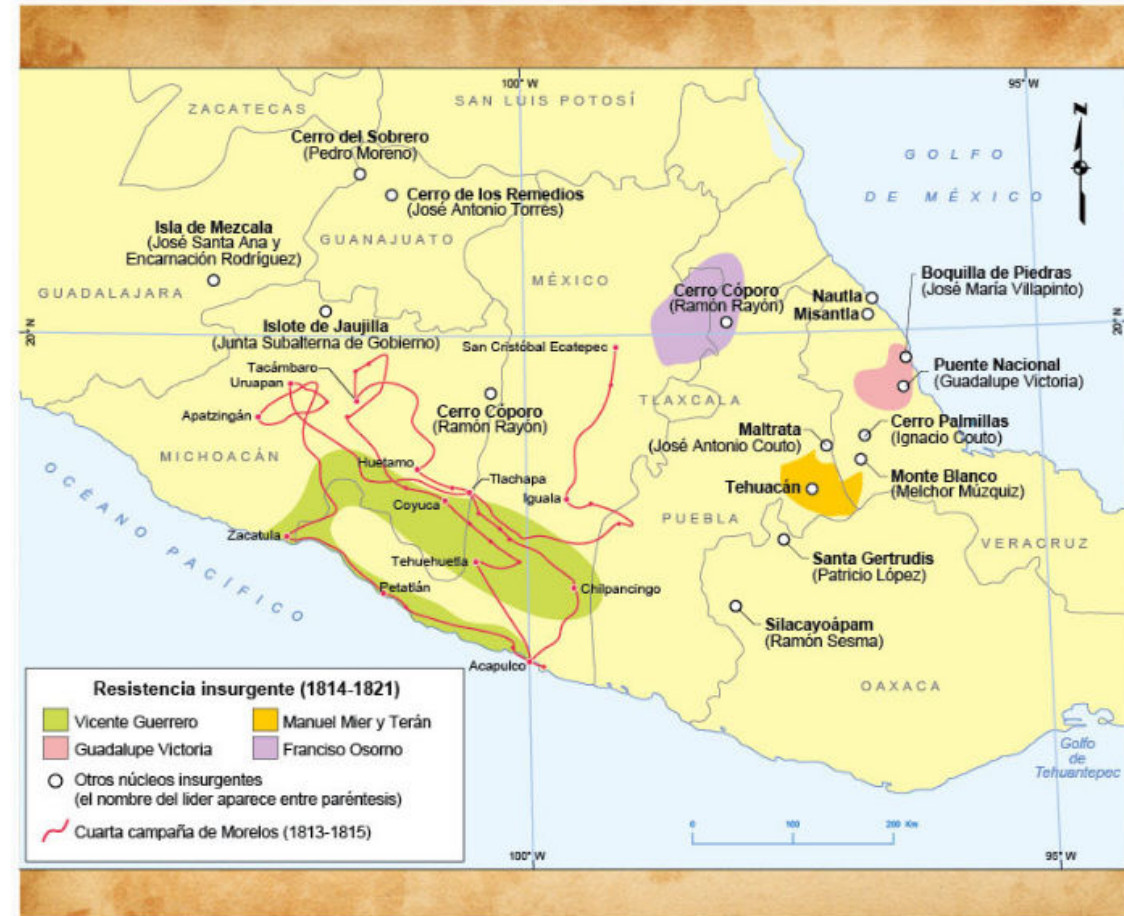 100° W
95° W
ZACATECAS
SAN LUIS POTOSÍ
Cerro del Sobrero
(Pedro Moreno)
N
GOLFO
DE MÉXICO
Cerro de los Remedios
(José Antonio Torres)
Isla de Mezcala
(José Santa Ana y
Encarnación Rodríguez)
GUANAJUATO
MÉXICO
GUADALAJARA
Cerro Cóporo
(Ramón Rayón)
Boquilla de Piedras
(José María Villapinto)
Nautla
Misantla
Islote de Jaujilla
(Junta Subalterna de Gobierno)
20° N
20° N
San Cristóbal Ecatepec
Puente Nacional
(Guadalupe Victoria)
Tacámbaro
Uruapan
Apatzingán
Cerro Cóporo
(Ramón Rayón)
TLAXCALA
Maltrata
(José Antonio Couto)
Cerro Palmillas
(Ignacio Couto)
MICHOACÁN
Huetamo
Tlachapa
Monte Blanco
(Melchor Múzquiz)
Tehuacán
Coyuca
Iguala
PUEBLA
OCÉANO PACÍFICO
Zacatula
VERACRUZ
Tehuehuetla
Santa Gertrudis
(Patricio López)
Petatlán
Chilpancingo
Silacayoápam
(Ramón Sesma)
Acapulco
OAXACA
Resistencia insurgente (1814-1821)
Vicente Guerrero
Manuel Mier y Terán
Guadalupe Victoria
Franciso Osorno
Otros núcleos insurgentes
(el nombre del lider aparece entre paréntesis)
Cuarta campaña de Morelos (1813-1815)
Golfo
de
Tehuantepec
0 100 200 Km
100° W
95° W